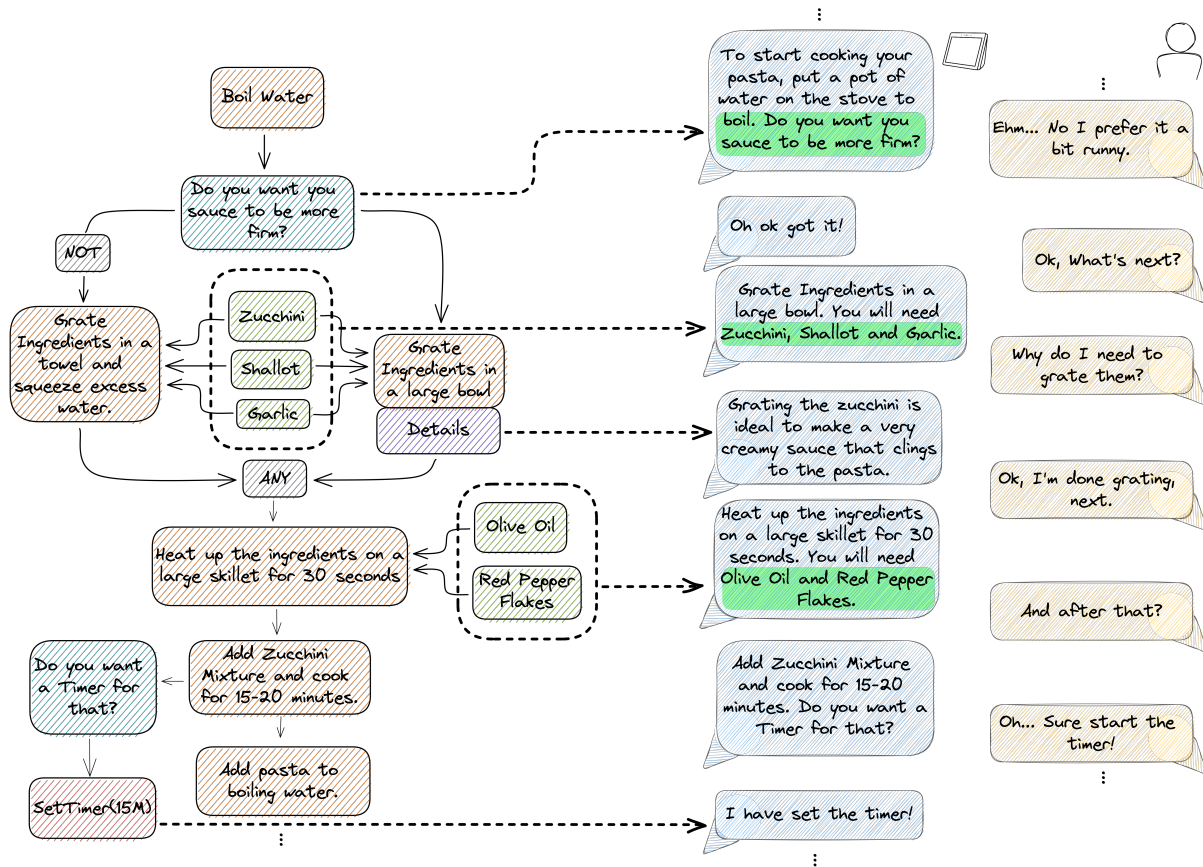 Boil Water
Do you want you
sauce to be more
firm?
NOT
Grate
Ingredients in a
towel and
squeeze excess
water.
Zucchini
Shallot
Garlic
Grate
Ingredients in
a large bowl
Details
ANY
Heat up the ingredients on a
large skillet for 30 seconds
Olive Oil
Red Pepper
Flakes
Add Zucchini
Mixture and cook
for 15-20 minutes.
Do you want
a Timer for
that?
SetTimer(15M)
Add pasta to
boiling water.
To start cooking your
pasta, put a pot of
water on the stove to
boil. Do you want you
sauce to be more firm?
Ehm... No I prefer it a
bit runny.
Oh ok got it!
Ok, What's next?
Grate Ingredients in a
large bowl. You will need
Zucchini, Shallot and Garlic.
Why do I need to
grate them?
Grating the zucchini is
ideal to make a very
creamy sauce that clings
to the pasta.
Ok, I'm done grating,
next.
Heat up the ingredients
on a large skillet for 30
seconds. You will need
Olive Oil and Red Pepper
Flakes.
And after that?
Add Zucchini Mixture
and cook for 15-20
minutes. Do you want a
Timer for that?
Oh... Sure start the
timer!
I have set the timer!